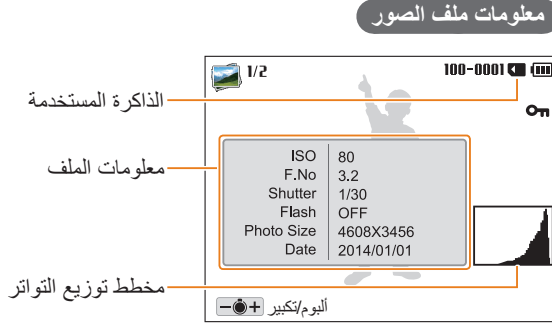 معلومات ملف الصور
1/2
100-0001
الذاكرة المستخدمة
معلومات الملف
ISO 80
F.No 3.2
Shutter 1/30
Flash OFF
Photo Size 4608X3456
Date 2014/01/01
مخطط توزيع التواتر
ألبوم/تكبير